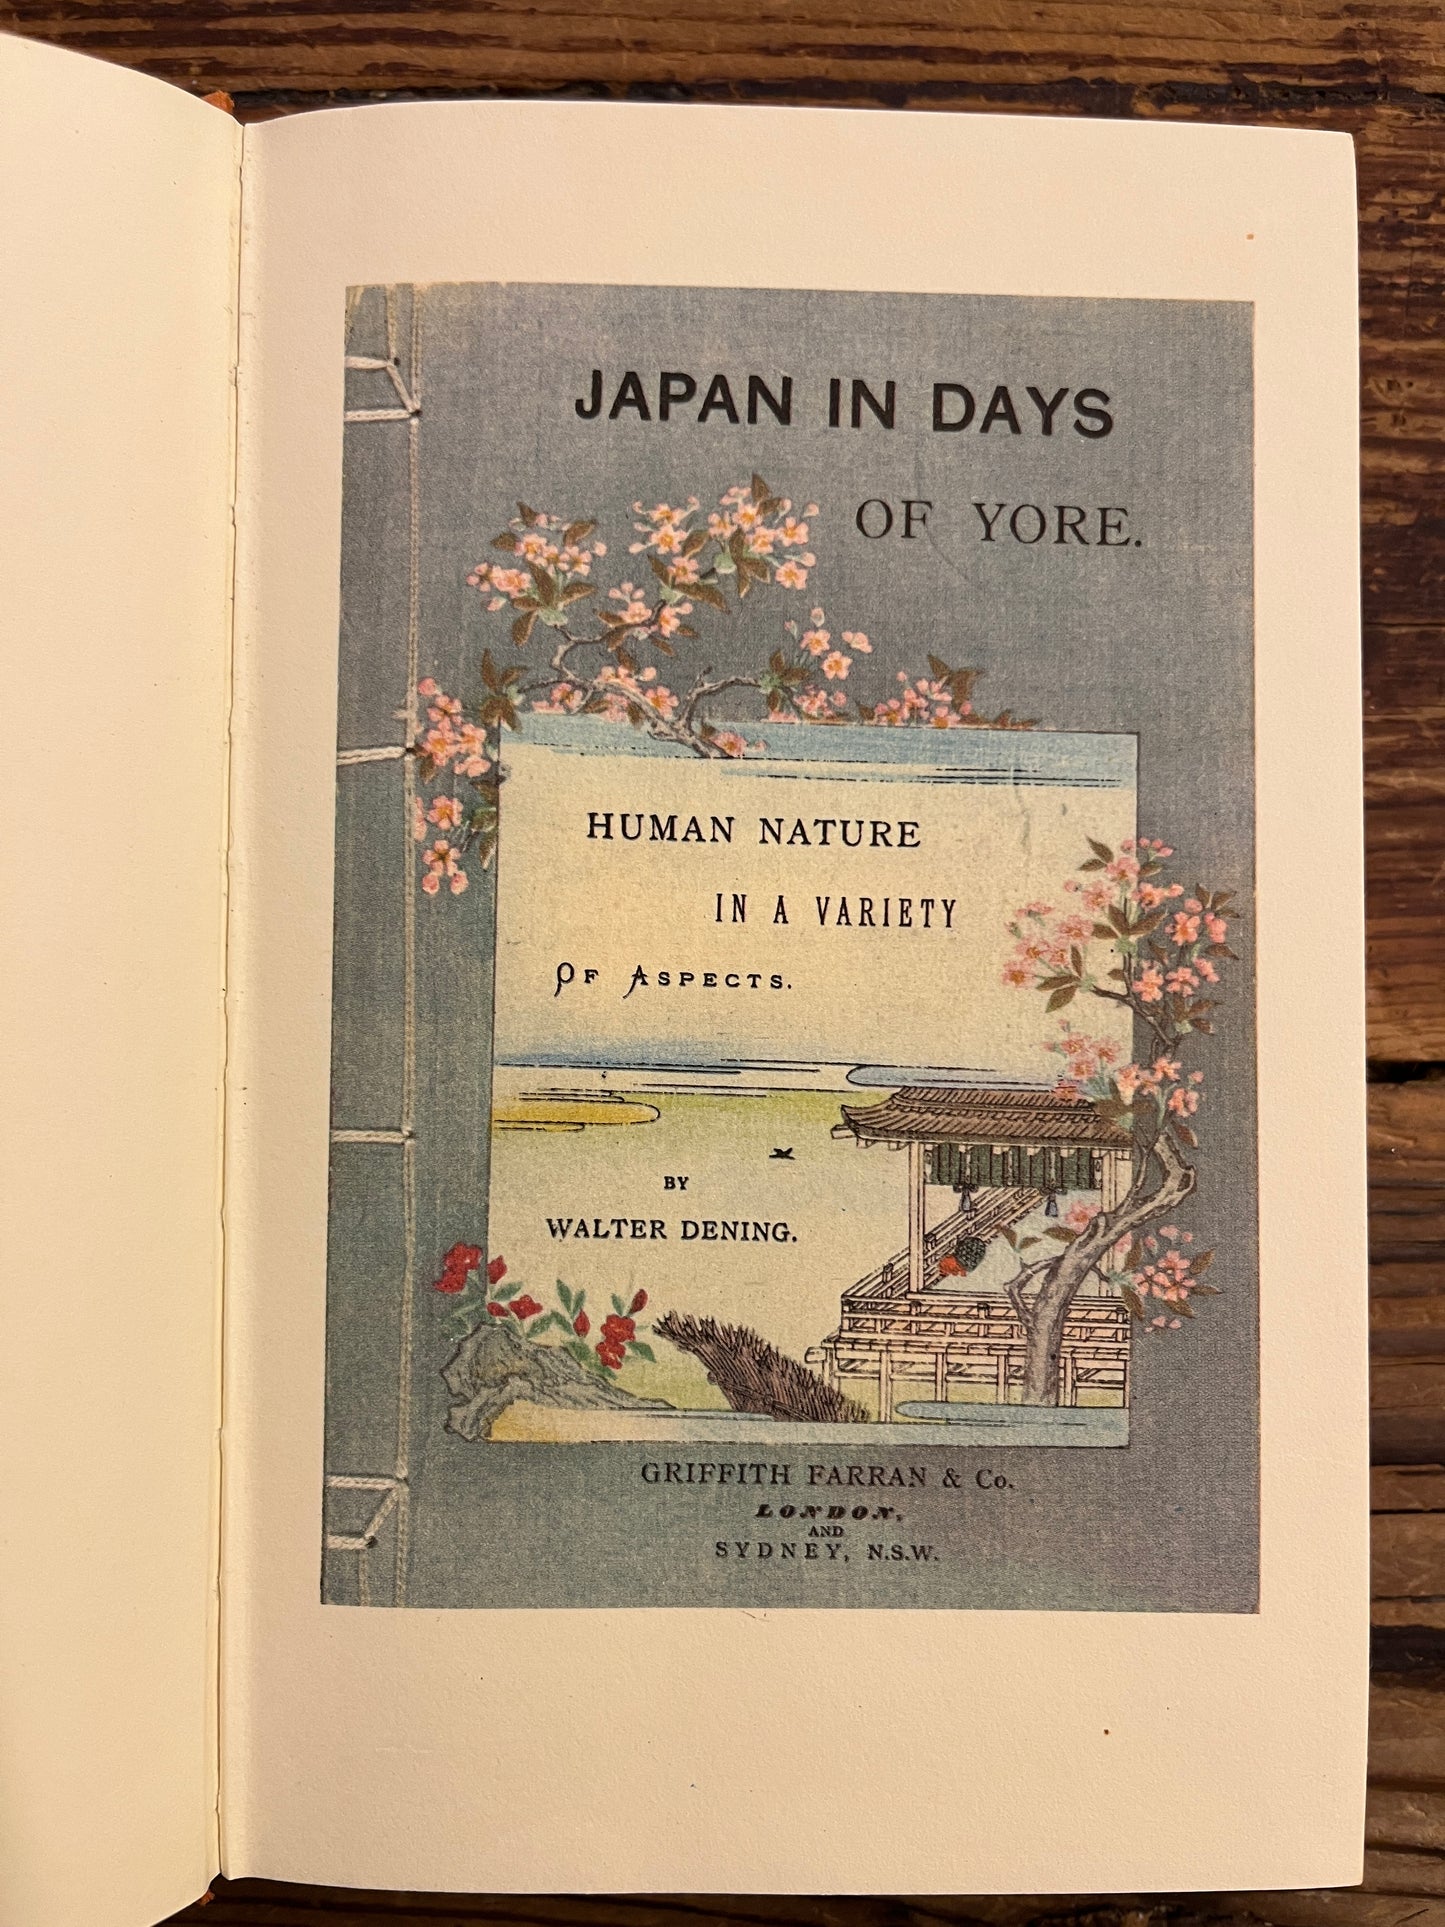 JAPAN IN DAYS
OF YORE.
HUMAN NATURE
IN A VARIETY
OF ASPECTS.
BY
WALTER DENING.
GRIFFITH FARRAN & Co.
LONDON,
AND
SYDNEY, N.S.W.